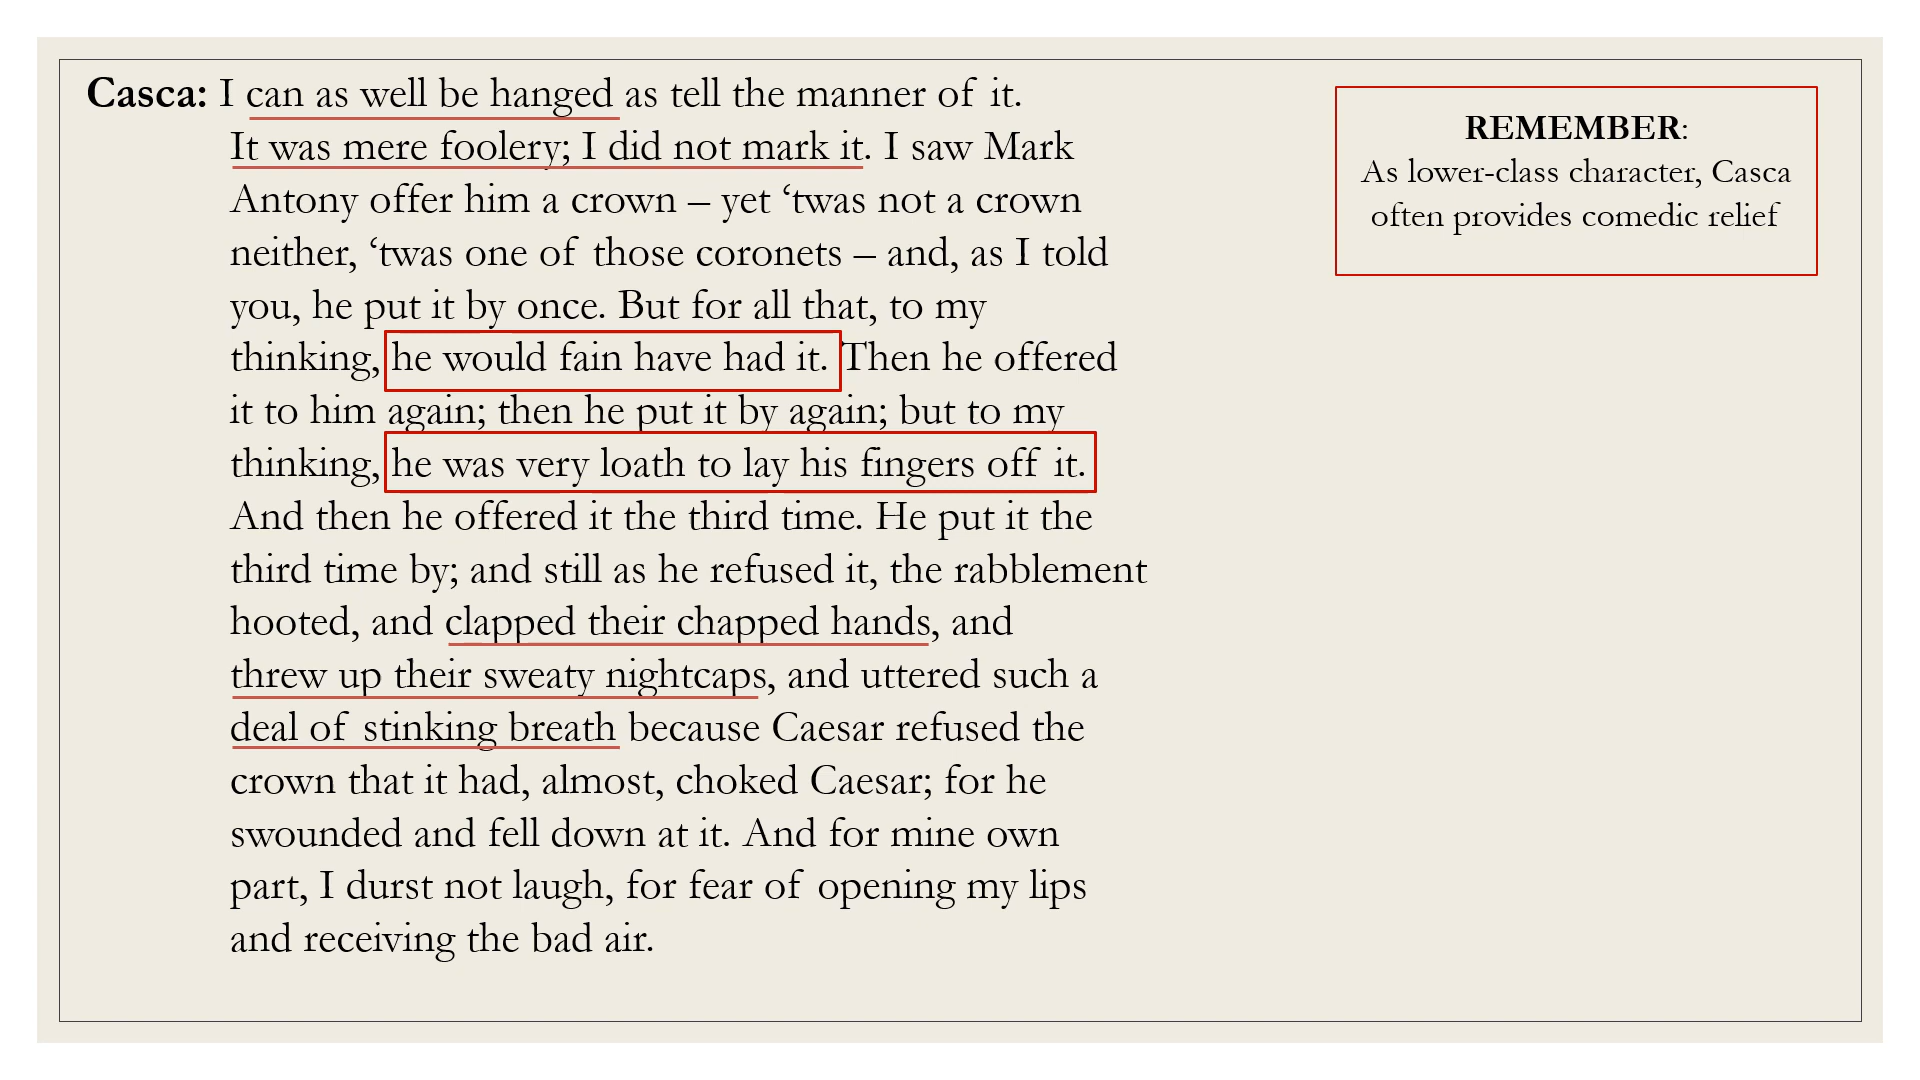 Casca: I can as well be hanged as tell the manner of it.
It was mere foolery; I did not mark it. I saw Mark
Antony offer him a crown – yet ‘twas not a crown
neither, ‘twas one of those coronets – and, as I told
you, he put it by once. But for all that, to my
thinking, he would fain have had it. Then he offered
it to him again; then he put it by again; but to my
thinking, he was very loath to lay his fingers off it.
And then he offered it the third time. He put it the
third time by; and still as he refused it, the rabblement
hooted, and clapped their chapped hands, and
threw up their sweaty nightcaps, and uttered such a
deal of stinking breath because Caesar refused the
crown that it had, almost, choked Caesar; for he
swounded and fell down at it. And for mine own
part, I durst not laugh, for fear of opening my lips
and receiving the bad air.
REMEMBER:
As lower-class character, Casca
often provides comedic relief